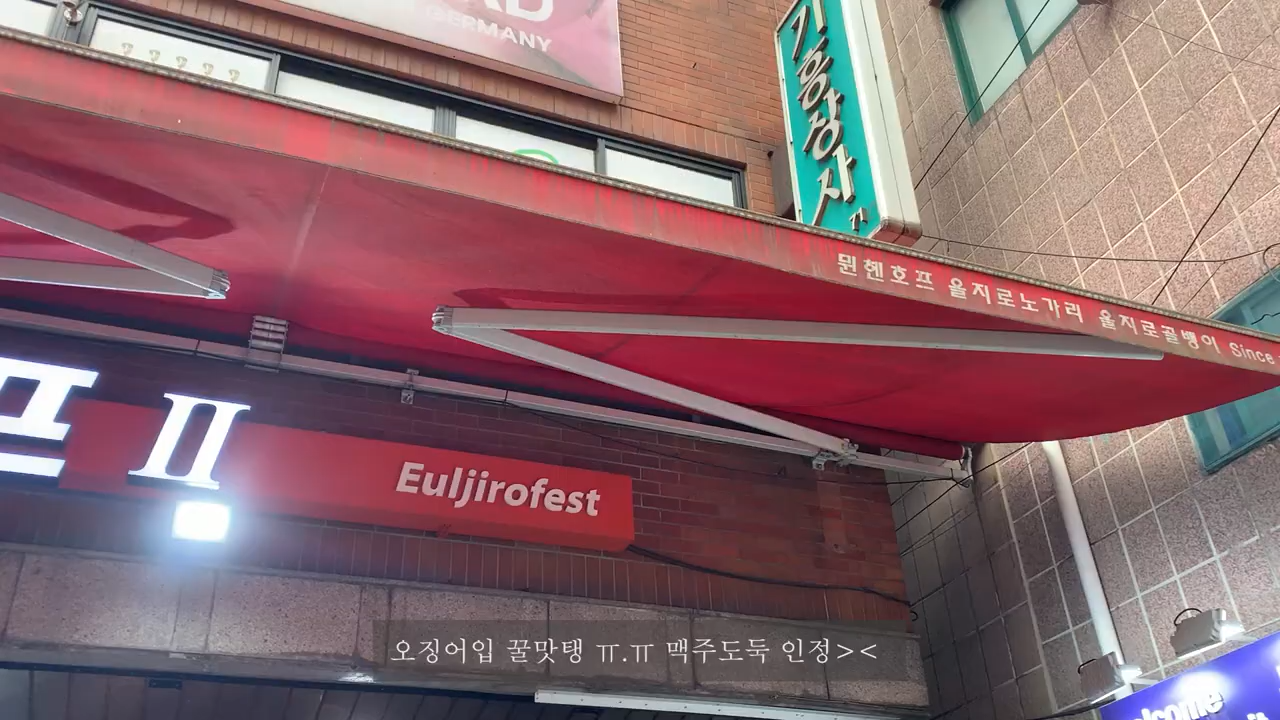 GERMANY
기흥장사
뮌헨호프 을지로노가리 을지로골뱅이 Since
프 II
Euljirofest
오징어입 꿀맛탱 ㅠ.ㅠ 맥주도둑 인정><